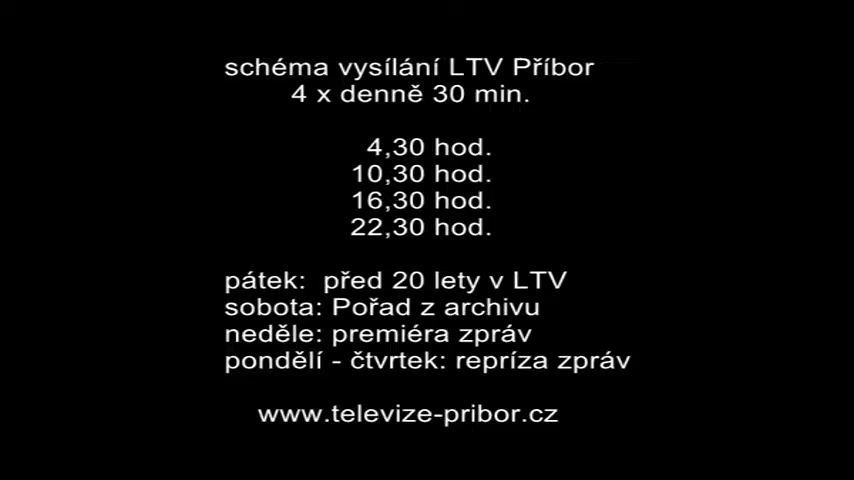 schéma vysílání LTV Příbor
4 x denně 30 min.
4,30 hod.
10,30 hod.
16,30 hod.
22,30 hod.
pátek: před 20 lety v LTV
sobota: Pořad z archivu
neděle: premiéra zpráv
pondělí - čtvrtek: repríza zpráv
www.televize-pribor.cz